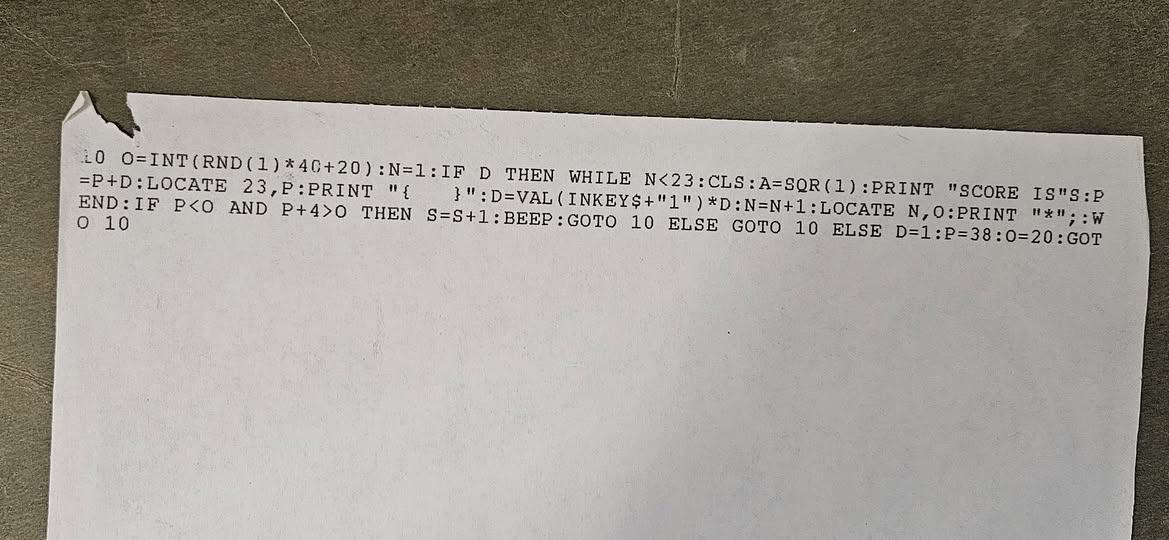 10 O=INT(RND(1)*40+20):N=1:IF D THEN WHILE N<23:CLS:A=SQR(1):PRINT "SCORE IS"S:P
=P+D:LOCATE 23,P:PRINT "{   }":D=VAL(INKEY$+"1")*D:N=N+1:LOCATE N,O:PRINT "*";:W
END:IF P<O AND P+4>O THEN S=S+1:BEEP:GOTO 10 ELSE GOTO 10 ELSE D=1:P=38:O=20:GOT
O 10